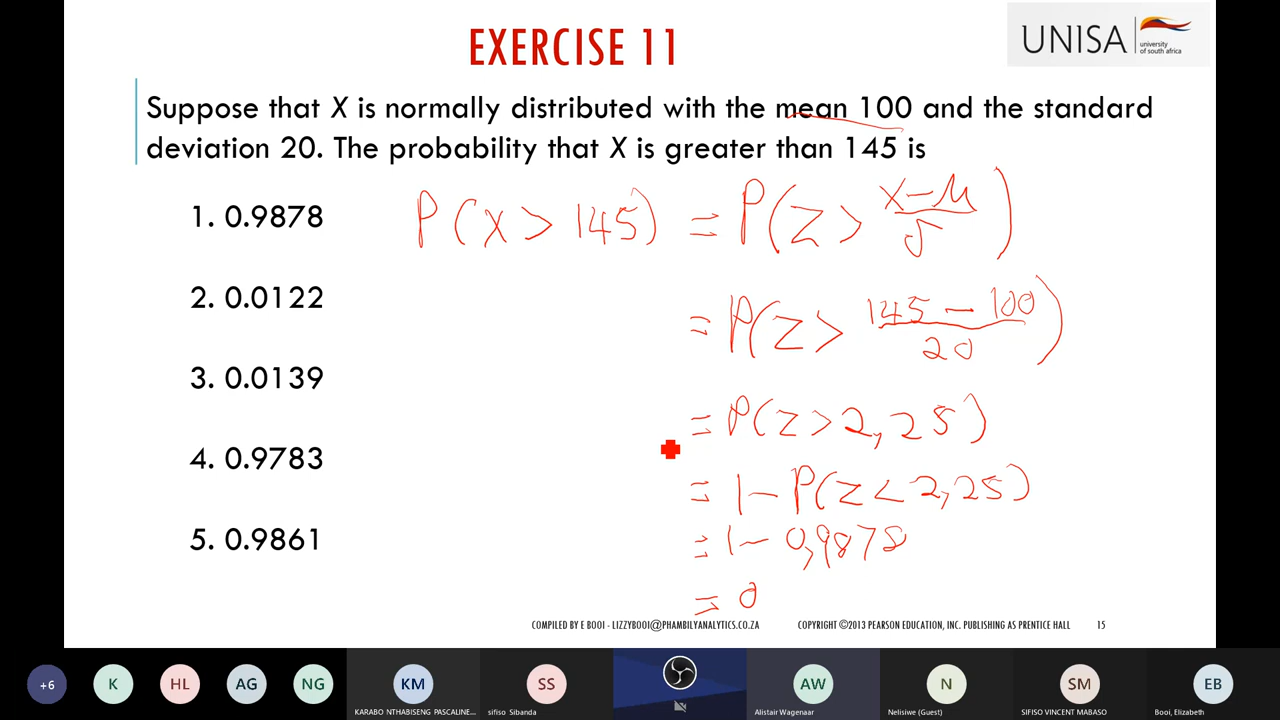 EXERCISE 11
UNISA university of south africa
Suppose that X is normally distributed with the mean 100 and the standard
deviation 20. The probability that X is greater than 145 is
1. 0.9878
P(X > 145) = P(Z > (X-μ)/σ)
2. 0.0122
= P(Z > (145 - 100)/20)
3. 0.0139
= P(Z > 2,25)
4. 0.9783
= 1 - P(Z < 2,25)
5. 0.9861
= 1 - 0,9878
= 0
COMPILED BY E BOOI - LIZZYBOOI@PHAMBILYANALYTICS.CO.ZA COPYRIGHT ©2013 PEARSON EDUCATION, INC. PUBLISHING AS PRENTICE HALL 15
+6 K HL AG NG KM SS AW N SM EB
KARABO NTHABISENG PASCALINE... sifiso Sibanda Alistair Wagenaar Nelisiwe (Guest) SIFISO VINCENT MABASO Booi, Elizabeth